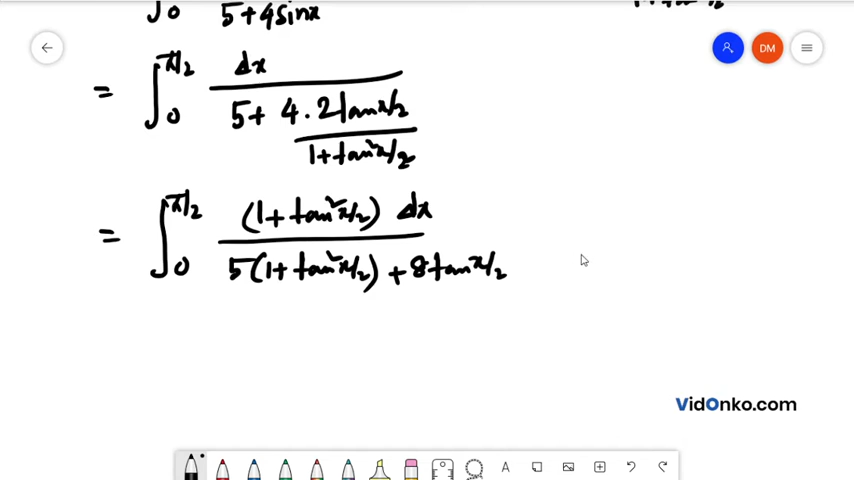 ∫0 5+4sinx
DM
= ∫0^π/2 dx / (5 + 4.2tanx/2 / (1+tan²x/2))
= ∫0^π/2 (1+tan²x/2) dx / (5(1+tan²x/2) + 8tanx/2)
VidOnko.com
A